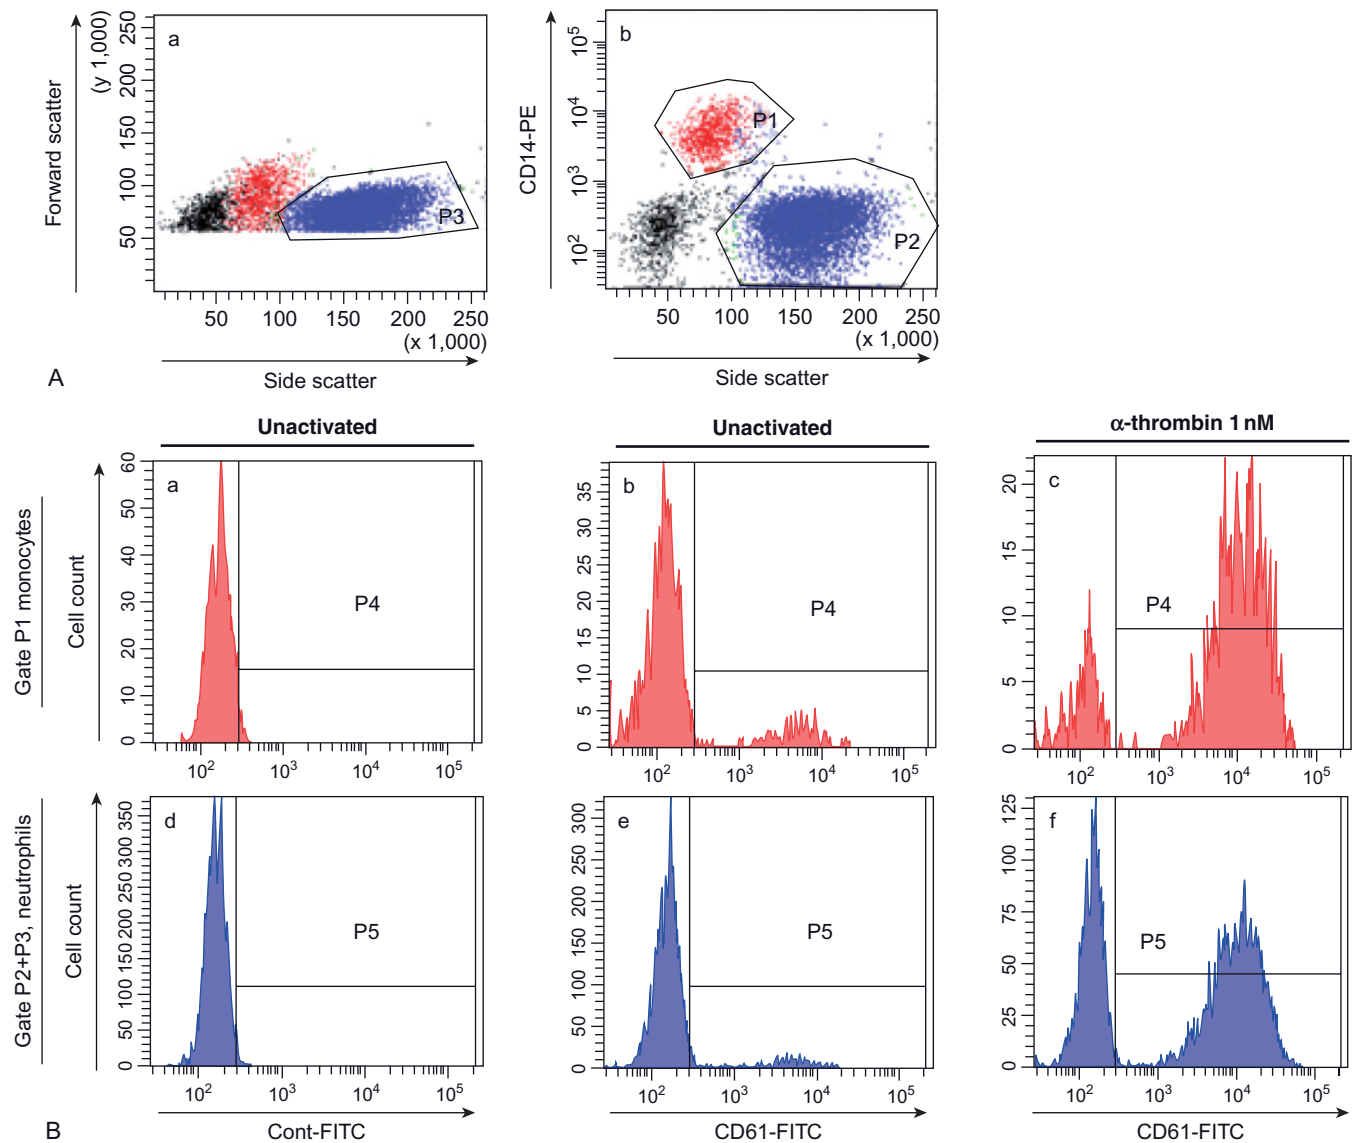 a
Forward scatter
(y 1,000)
250
200
150
100
50
P3
50 100 150 200 250
(x 1,000)
Side scatter
b
CD14-PE
10^5
10^4
10^3
10^2
P1
P2
50 100 150 200 250
(x 1,000)
Side scatter
A
Unactivated
Unactivated
α-thrombin 1 nM
Gate P1 monocytes
Cell count
a
60
50
40
30
20
10
0
P4
10^2 10^3 10^4 10^5
b
35
30
25
20
15
10
5
0
P4
10^2 10^3 10^4 10^5
c
20
15
10
5
0
P4
10^2 10^3 10^4 10^5
Gate P2+P3, neutrophils
Cell count
d
350
300
250
200
150
100
50
0
P5
10^2 10^3 10^4 10^5
Cont-FITC
e
300
250
200
150
100
50
0
P5
10^2 10^3 10^4 10^5
CD61-FITC
f
125
100
75
50
25
0
P5
10^2 10^3 10^4 10^5
CD61-FITC
B